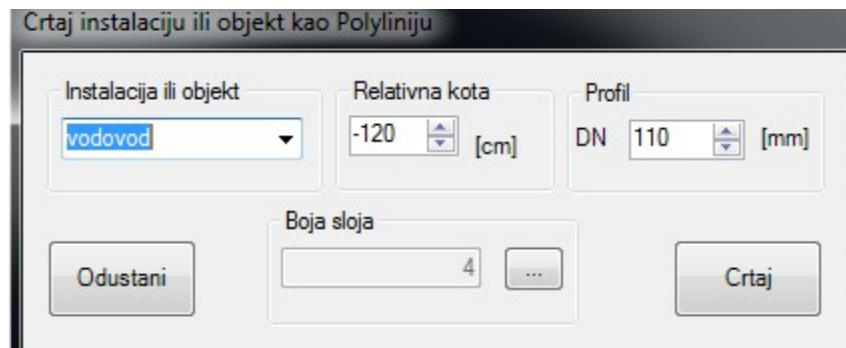 Crtaj instalaciju ili objekt kao Polyliniju
Instalacija ili objekt
vodovod
Relativna kota
-120 [cm]
Profil
DN 110 [mm]
Boja sloja
4 ...
Odustani
Crtaj